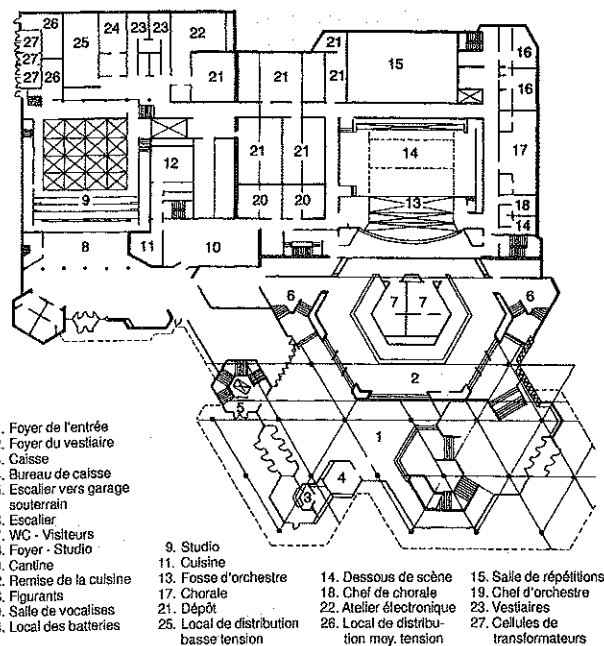 26 23 23 22 21 16
27 25 24 15
27 21 21 21 16
27 26
17
21 21 14
12
9 20 20 13 18
14
8 11 10
6 7 7 6
2
5
1
4
3
. Foyer de l'entrée
. Foyer du vestiaire
. Caisse
. Bureau de caisse
. Escalier vers garage
souterrain
. Escalier
. WC - Visiteurs
. Foyer - Studio
. Cantine
. Remise de la cuisine
. Figurants
. Salle de vocalises
. Local des batteries
9. Studio
11. Cuisine
13. Fosse d'orchestre
17. Chorale
21. Dépôt
25. Local de distribution
basse tension
14. Dessous de scène
18. Chef de chorale
22. Atelier électronique
26. Local de distribu-
tion moy. tension
15. Salle de répétitions
19. Chef d'orchestre
23. Vestiaires
27. Cellules de
transformateurs